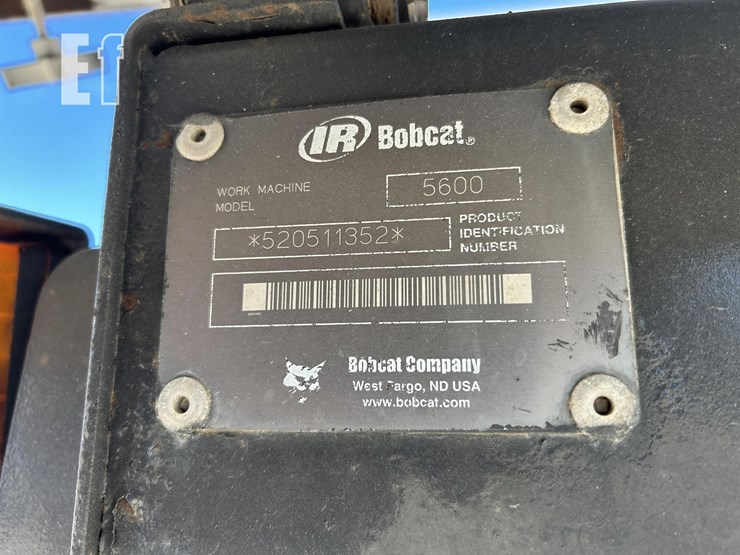 Ef
IR Bobcat®
WORK MACHINE
MODEL
5600
*520511352*
PRODUCT
IDENTIFICATION
NUMBER
Bobcat Company
West Fargo, ND USA
www.bobcat.com